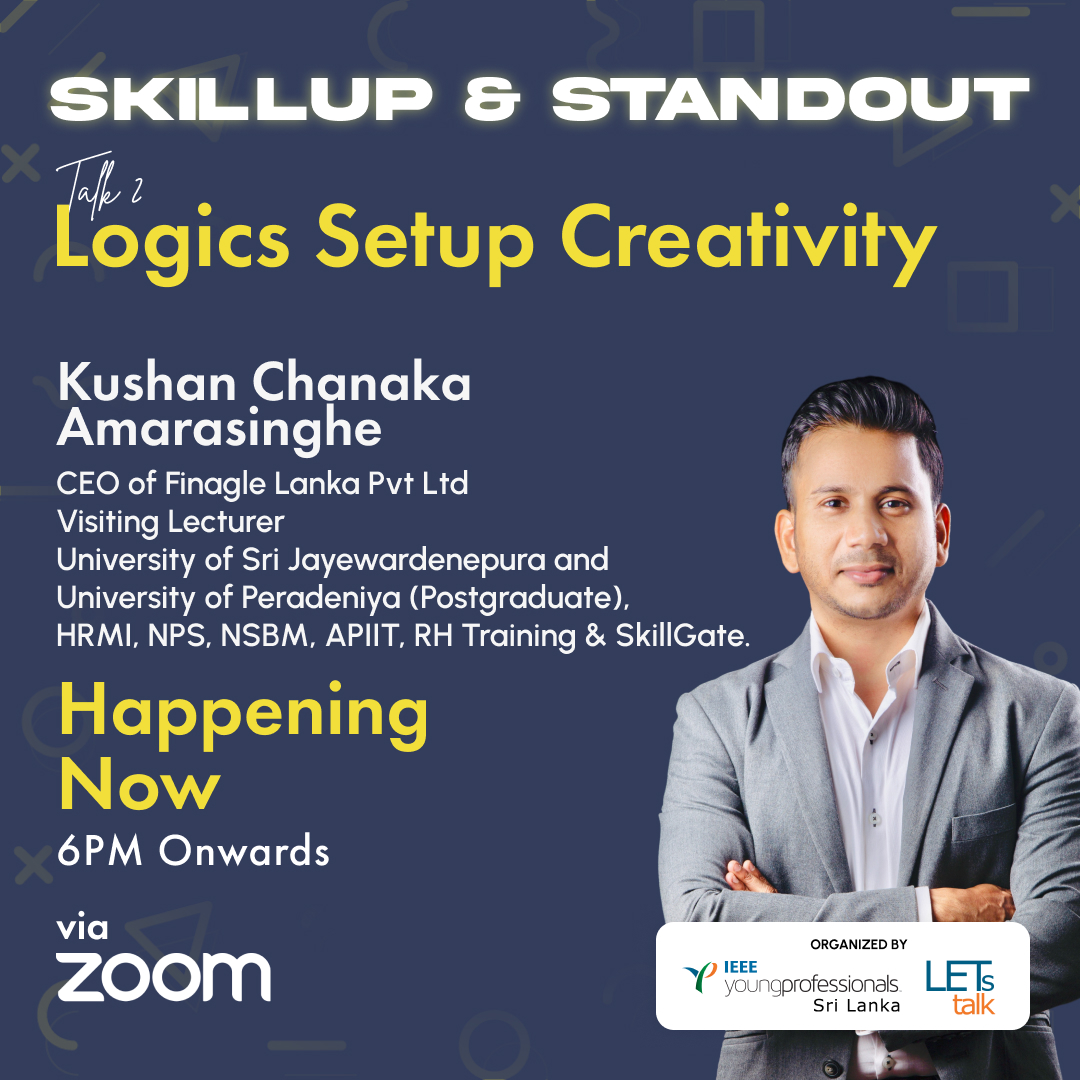 SKILLUP & STANDOUT
Talk 2
Logics Setup Creativity
Kushan Chanaka
Amarasinghe
CEO of Finagle Lanka Pvt Ltd
Visiting Lecturer
University of Sri Jayewardenepura and
University of Peradeniya (Postgraduate),
HRMI, NPS, NSBM, APIIT, RH Training & SkillGate.
Happening
Now
6PM Onwards
via
zoom
ORGANIZED BY
IEEE
youngprofessionals.
Sri Lanka
LETs
talk